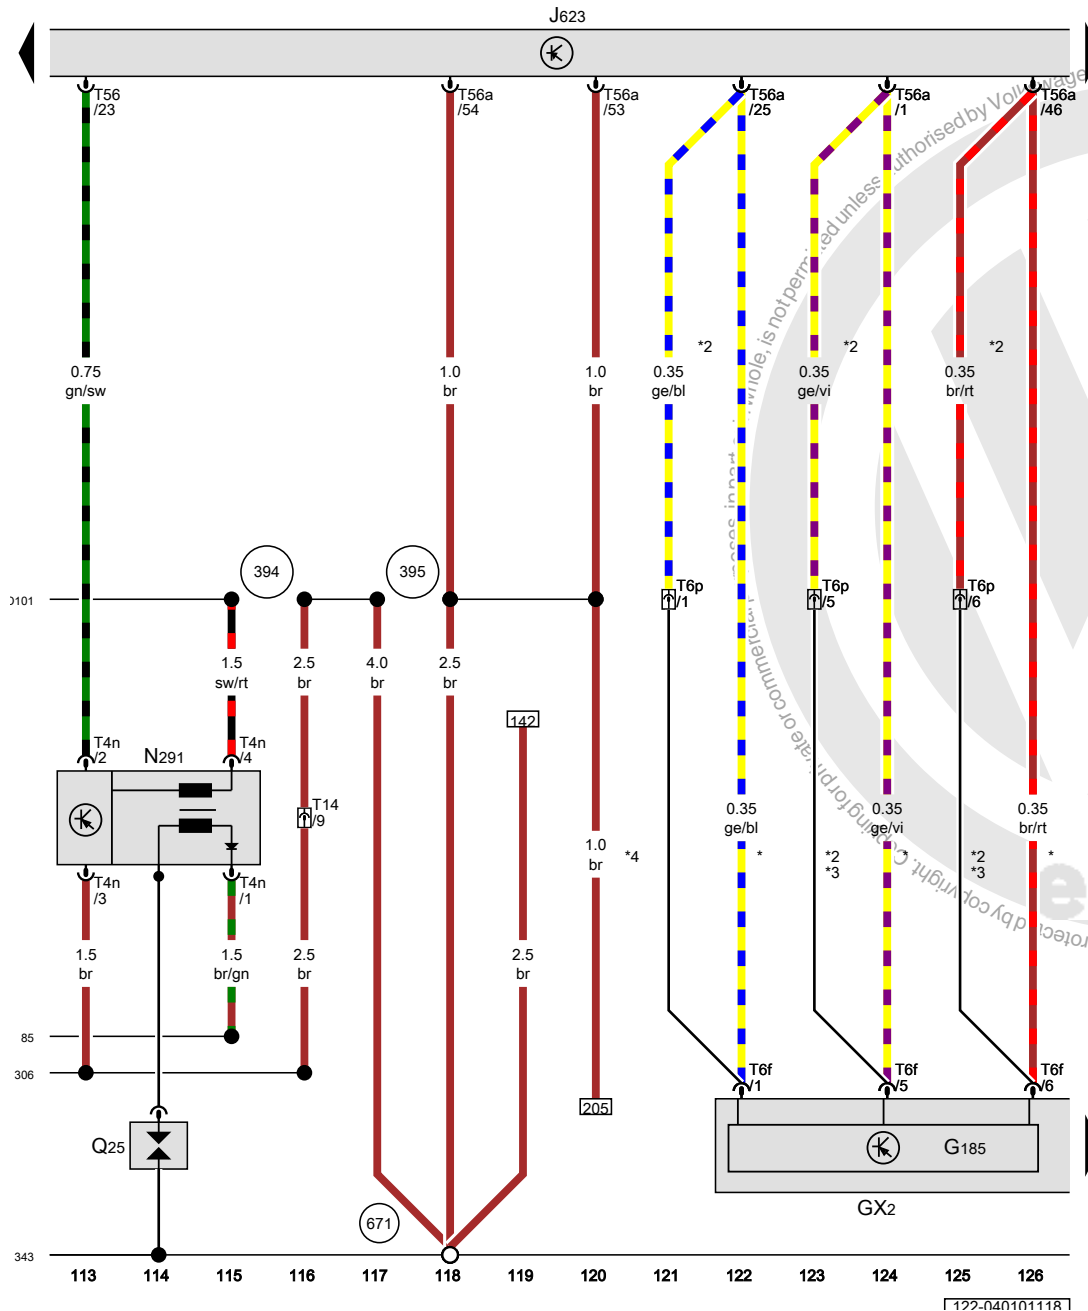 J623
T56
/23
T56a
/54
T56a
/53
T56a
/25
T56a
/1
T56a
/46
*2
*2
*2
0.75
gn/sw
1.0
br
1.0
br
0.35
ge/bl
0.35
ge/vi
0.35
br/rt
394
395
T6p
/1
T6p
/5
T6p
/6
1.5
sw/rt
2.5
br
4.0
br
2.5
br
142
T4n
/2
N291
T4n
/4
T14
/9
0.35
ge/bl
*
0.35
ge/vi
*
0.35
br/rt
*
1.0
br
*4
*2
*3
*2
*3
T4n
/3
T4n
/1
1.5
br
1.5
br/gn
2.5
br
2.5
br
85
306
T6f
/1
T6f
/5
T6f
/6
205
Q25
G185
GX2
671
343
113 114 115 116 117 118 119 120 121 122 123 124 125 126
122-040101118